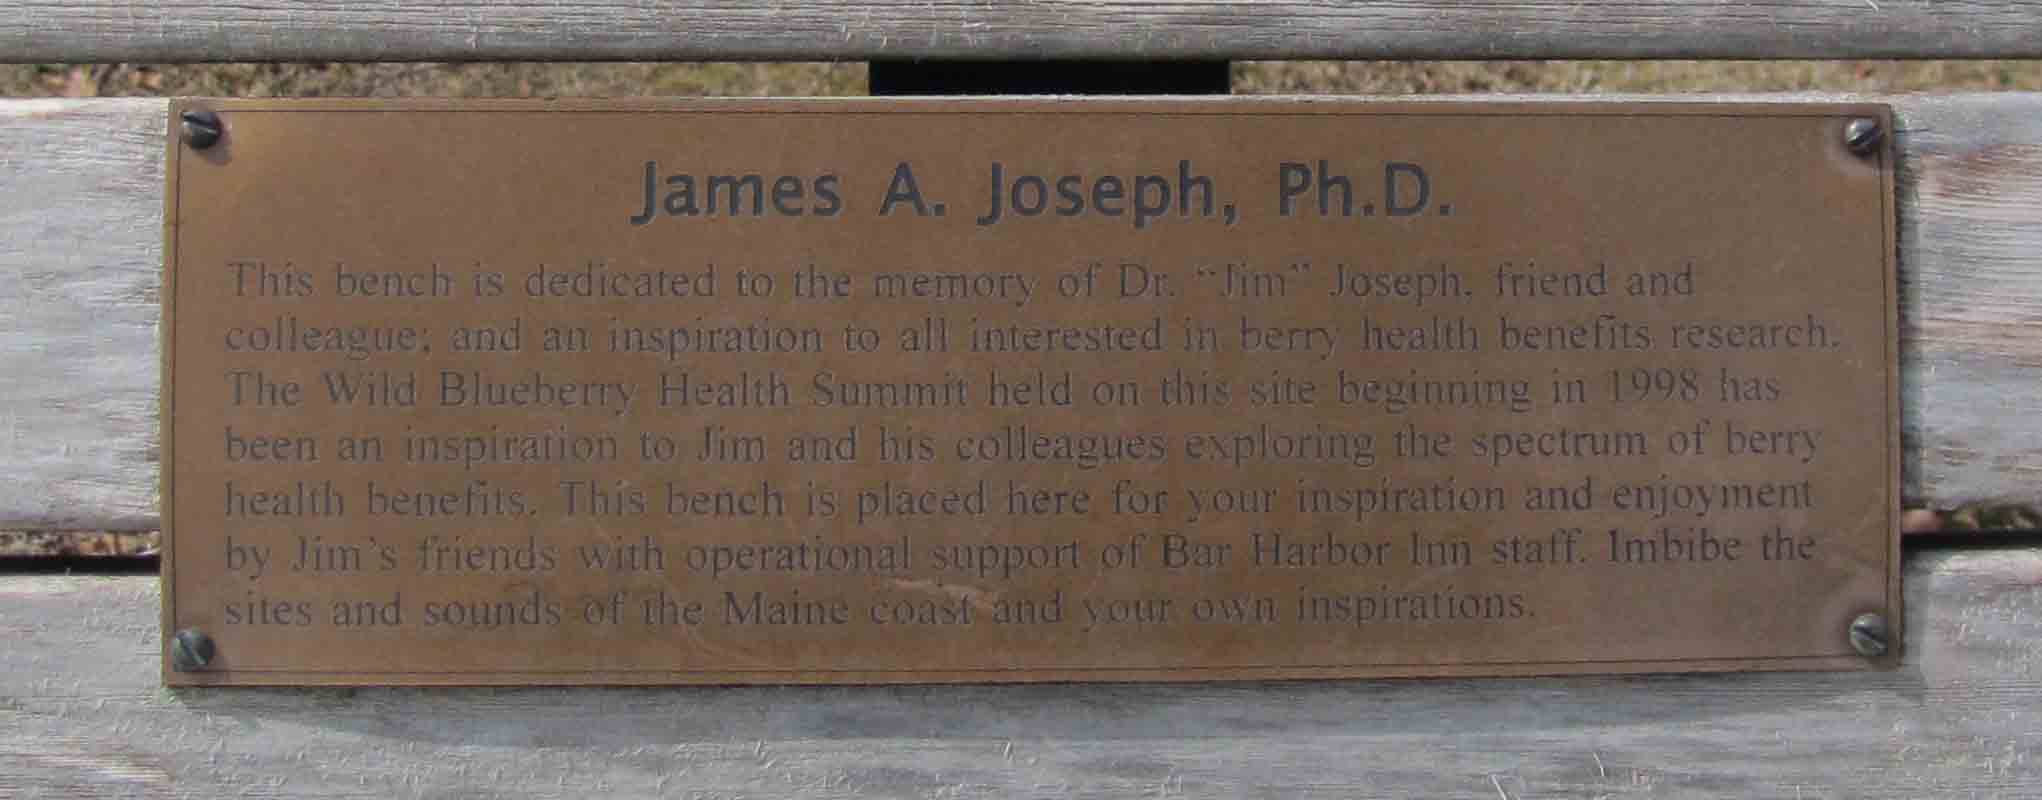 James A. Joseph, Ph.D.
This bench is dedicated to the memory of Dr. “Jim” Joseph, friend and
colleague; and an inspiration to all interested in berry health benefits research.
The Wild Blueberry Health Summit held on this site beginning in 1998 has
been an inspiration to Jim and his colleagues exploring the spectrum of berry
health benefits. This bench is placed here for your inspiration and enjoyment
by Jim’s friends with operational support of Bar Harbor Inn staff. Imbibe the
sites and sounds of the Maine coast and your own inspirations.